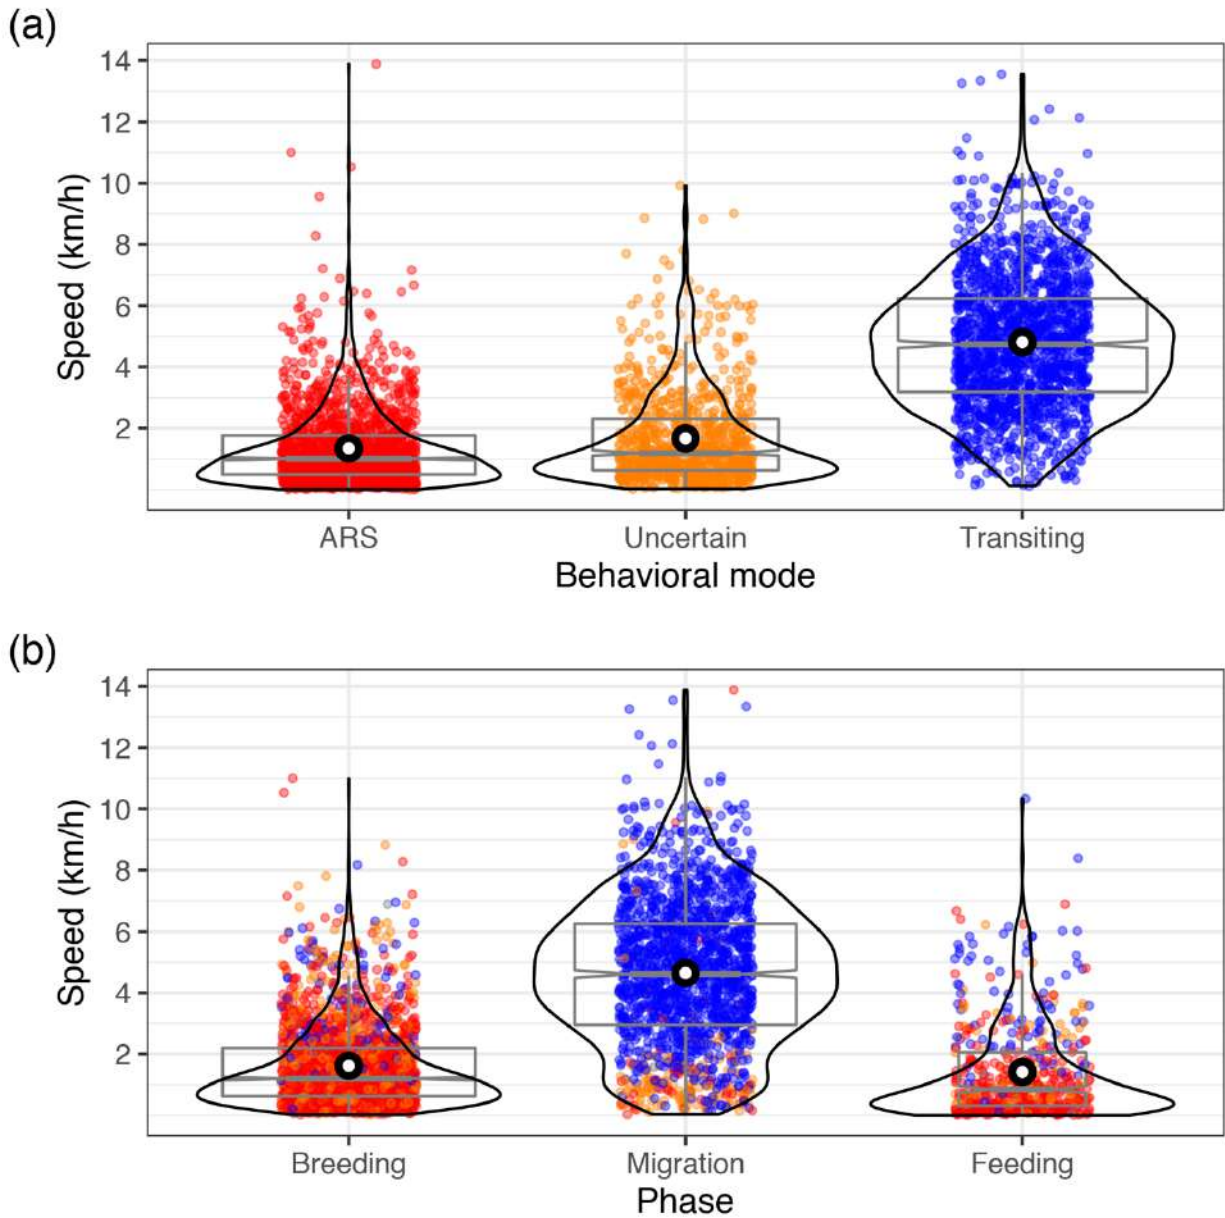 (a)
Speed (km/h)
14
12
10
8
6
4
2
ARS Uncertain Transiting
Behavioral mode
(b)
Speed (km/h)
14
12
10
8
6
4
2
Breeding Migration Feeding
Phase